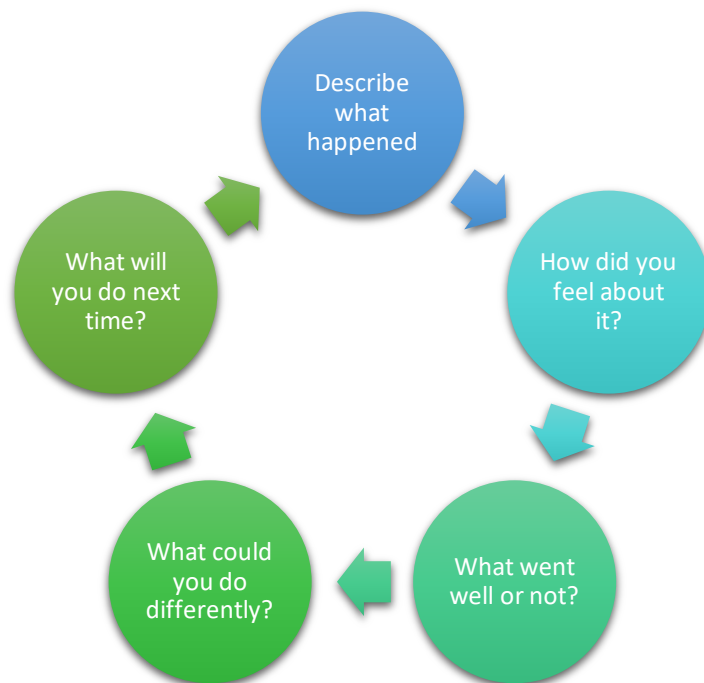 Describe
what
happened
How did you
feel about
it?
What went
well or not?
What could
you do
differently?
What will
you do next
time?